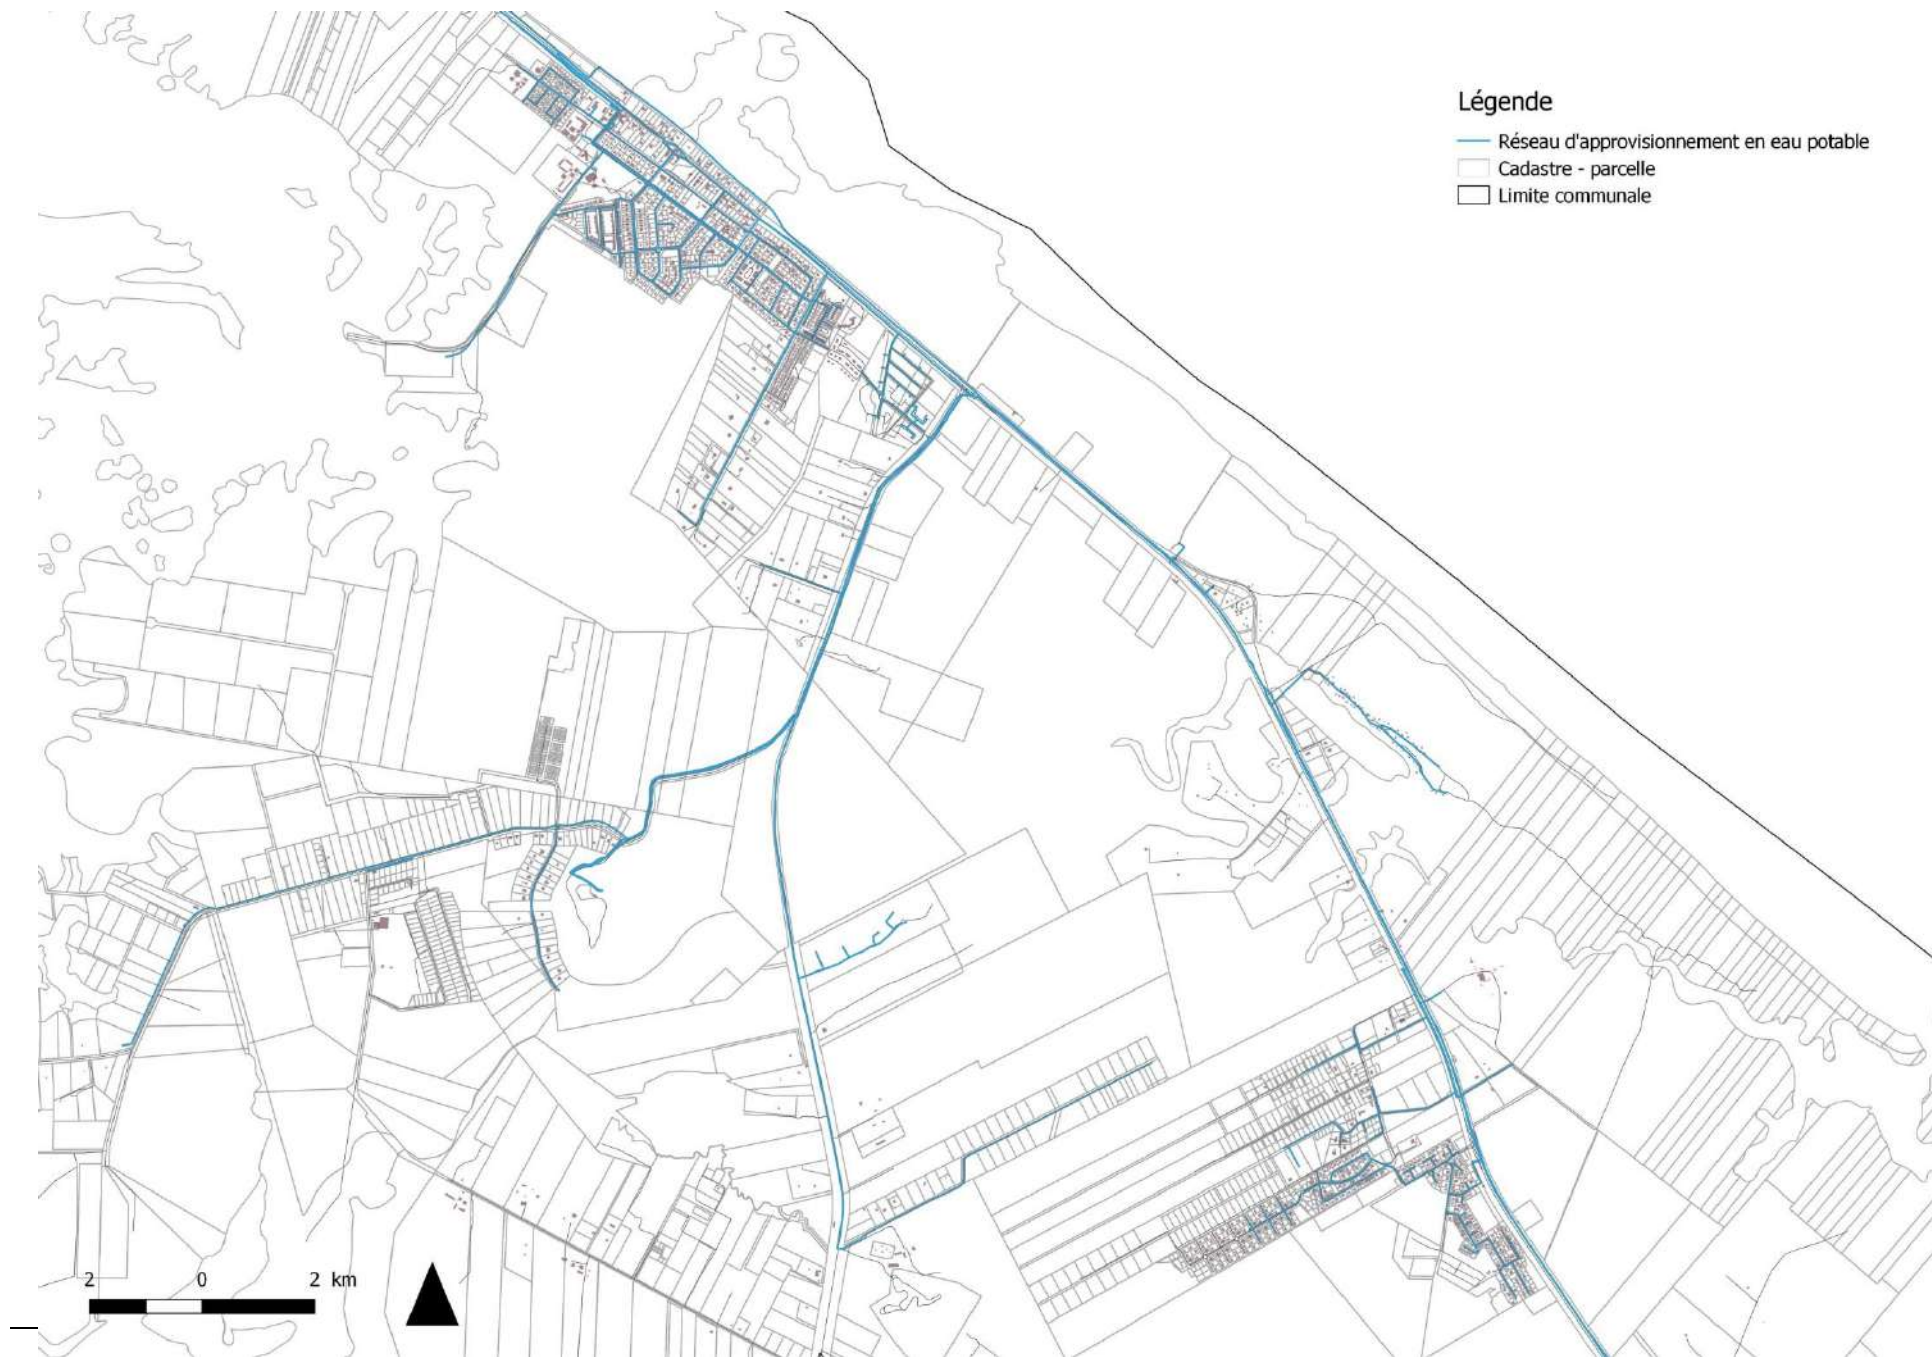 Légende
Réseau d'approvisionnement en eau potable
Cadastre - parcelle
Limite communale
2 0 2 km